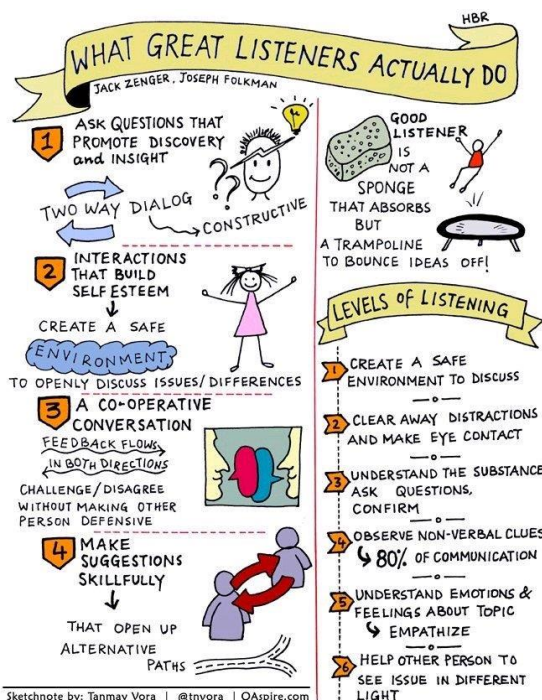 HBR
WHAT GREAT LISTENERS ACTUALLY DO
JACK ZENGER, JOSEPH FOLKMAN
1
ASK QUESTIONS THAT
PROMOTE DISCOVERY
and INSIGHT
??
TWO WAY DIALOG
CONSTRUCTIVE
2
INTERACTIONS
THAT BUILD
SELF ESTEEM
CREATE A SAFE
ENVIRONMENT
TO OPENLY DISCUSS ISSUES/DIFFERENCES
3
A CO-OPERATIVE
CONVERSATION
FEEDBACK FLOWS
IN BOTH DIRECTIONS
CHALLENGE/DISAGREE
WITHOUT MAKING OTHER
PERSON DEFENSIVE
4
MAKE
SUGGESTIONS
SKILLFULLY
THAT OPEN UP
ALTERNATIVE
PATHS
GOOD
LISTENER
IS
NOT A
SPONGE
THAT ABSORBS
BUT
A TRAMPOLINE
TO BOUNCE IDEAS OFF!
LEVELS of LISTENING
1
CREATE A SAFE
ENVIRONMENT TO DISCUSS
2
CLEAR AWAY DISTRACTIONS
AND MAKE EYE CONTACT
3
UNDERSTAND THE SUBSTANCE
ASK QUESTIONS,
CONFIRM
4
OBSERVE NON-VERBAL CLUES
80% OF COMMUNICATION
5
UNDERSTAND EMOTIONS &
FEELINGS ABOUT TOPIC
EMPATHIZE
6
HELP OTHER PERSON TO
SEE ISSUE IN DIFFERENT
LIGHT
Sketchnote by: Tanmay Vora | @tnvora | QAspire.com